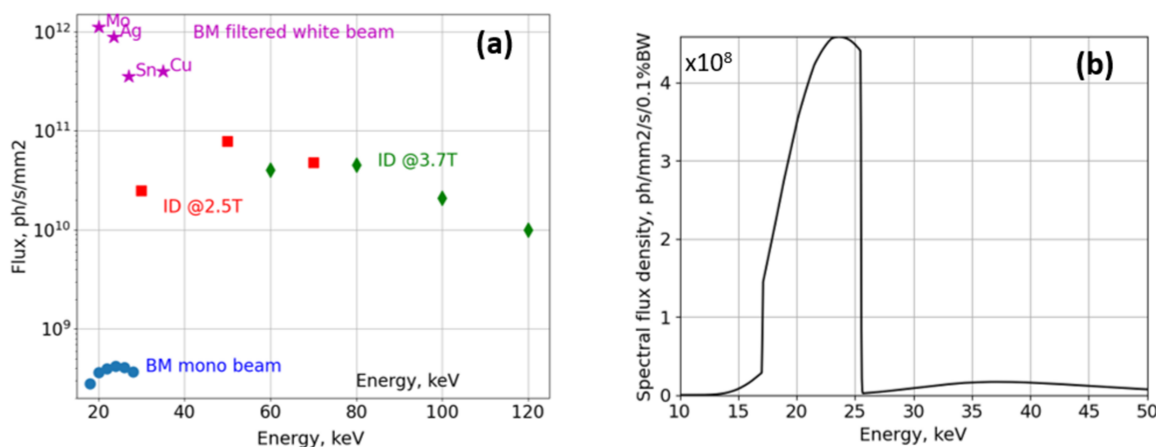 10¹²
Mo
Ag
BM filtered white beam
(a)
Sn
Cu
10¹¹
ID @3.7T
ID @2.5T
10¹⁰
10⁹
BM mono beam
Energy, keV
20 40 60 80 100 120
Energy, keV
Flux, ph/s/mm2
x10⁸
(b)
4
3
2
1
0
10 15 20 25 30 35 40 45 50
Energy, keV
Spectral flux density, ph/mm2/s/0.1%BW